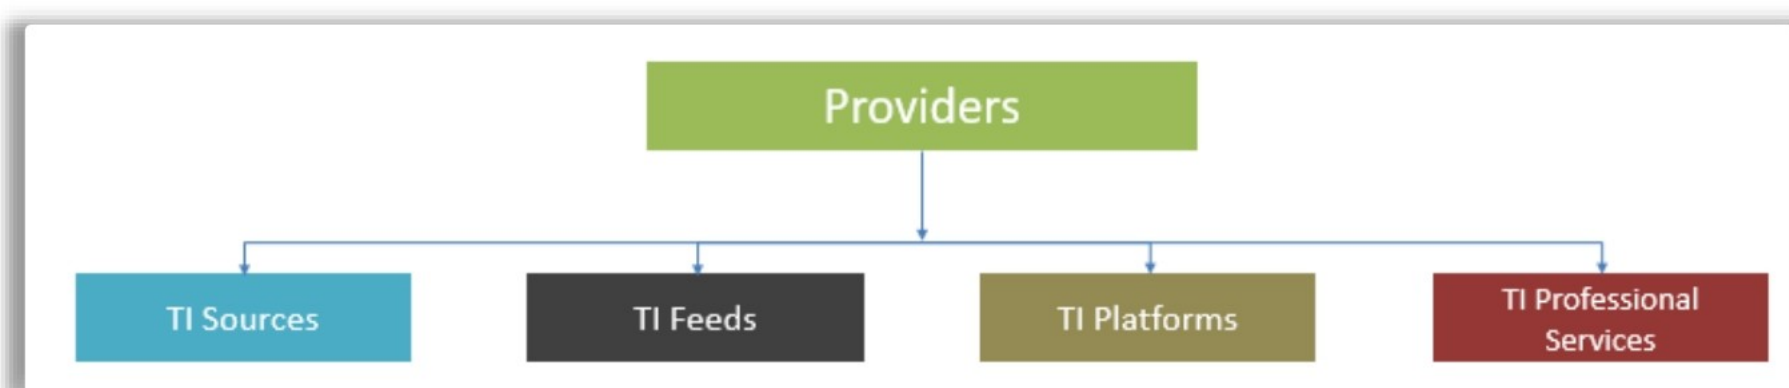 Providers
TI Sources
TI Feeds
TI Platforms
TI Professional
Services